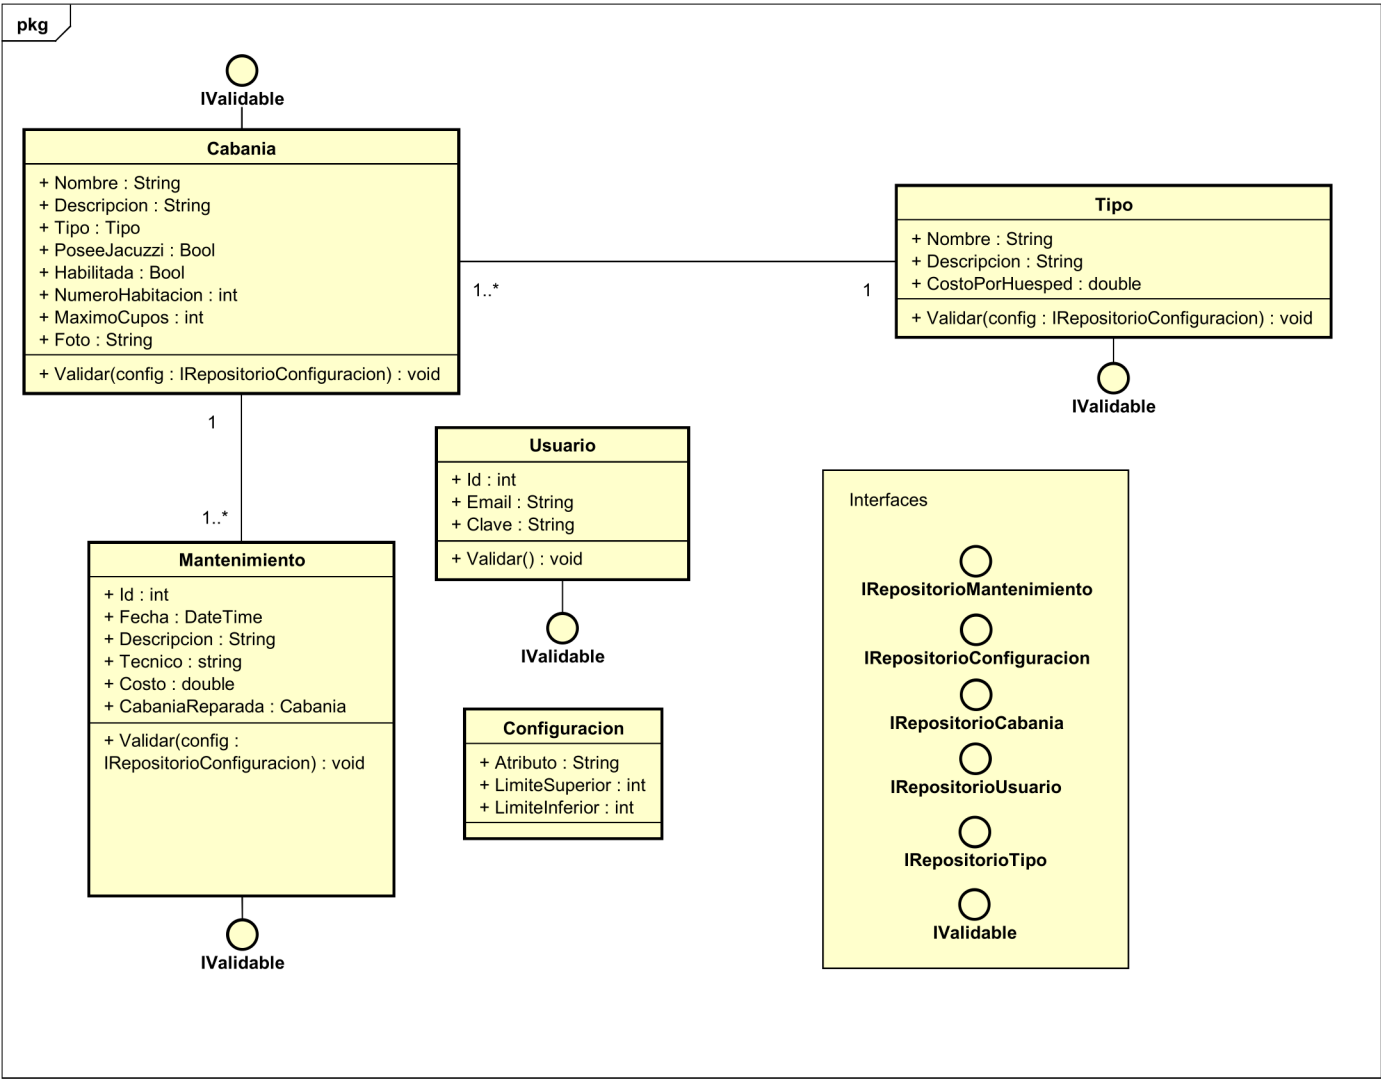 pkg
IValidable
Cabania
+ Nombre : String
+ Descripcion : String
+ Tipo : Tipo
+ PoseeJacuzzi : Bool
+ Habilitada : Bool
+ NumeroHabitacion : int
+ MaximoCupos : int
+ Foto : String
+ Validar(config : IRepositorioConfiguracion) : void
1..*
1
Tipo
+ Nombre : String
+ Descripcion : String
+ CostoPorHuesped : double
+ Validar(config : IRepositorioConfiguracion) : void
IValidable
1
1..*
Mantenimiento
+ Id : int
+ Fecha : DateTime
+ Descripcion : String
+ Tecnico : string
+ Costo : double
+ CabaniaReparada : Cabania
+ Validar(config :
IRepositorioConfiguracion) : void
IValidable
Usuario
+ Id : int
+ Email : String
+ Clave : String
+ Validar() : void
IValidable
Configuracion
+ Atributo : String
+ LimiteSuperior : int
+ LimiteInferior : int
Interfaces
IRepositorioMantenimiento
IRepositorioConfiguracion
IRepositorioCabania
IRepositorioUsuario
IRepositorioTipo
IValidable